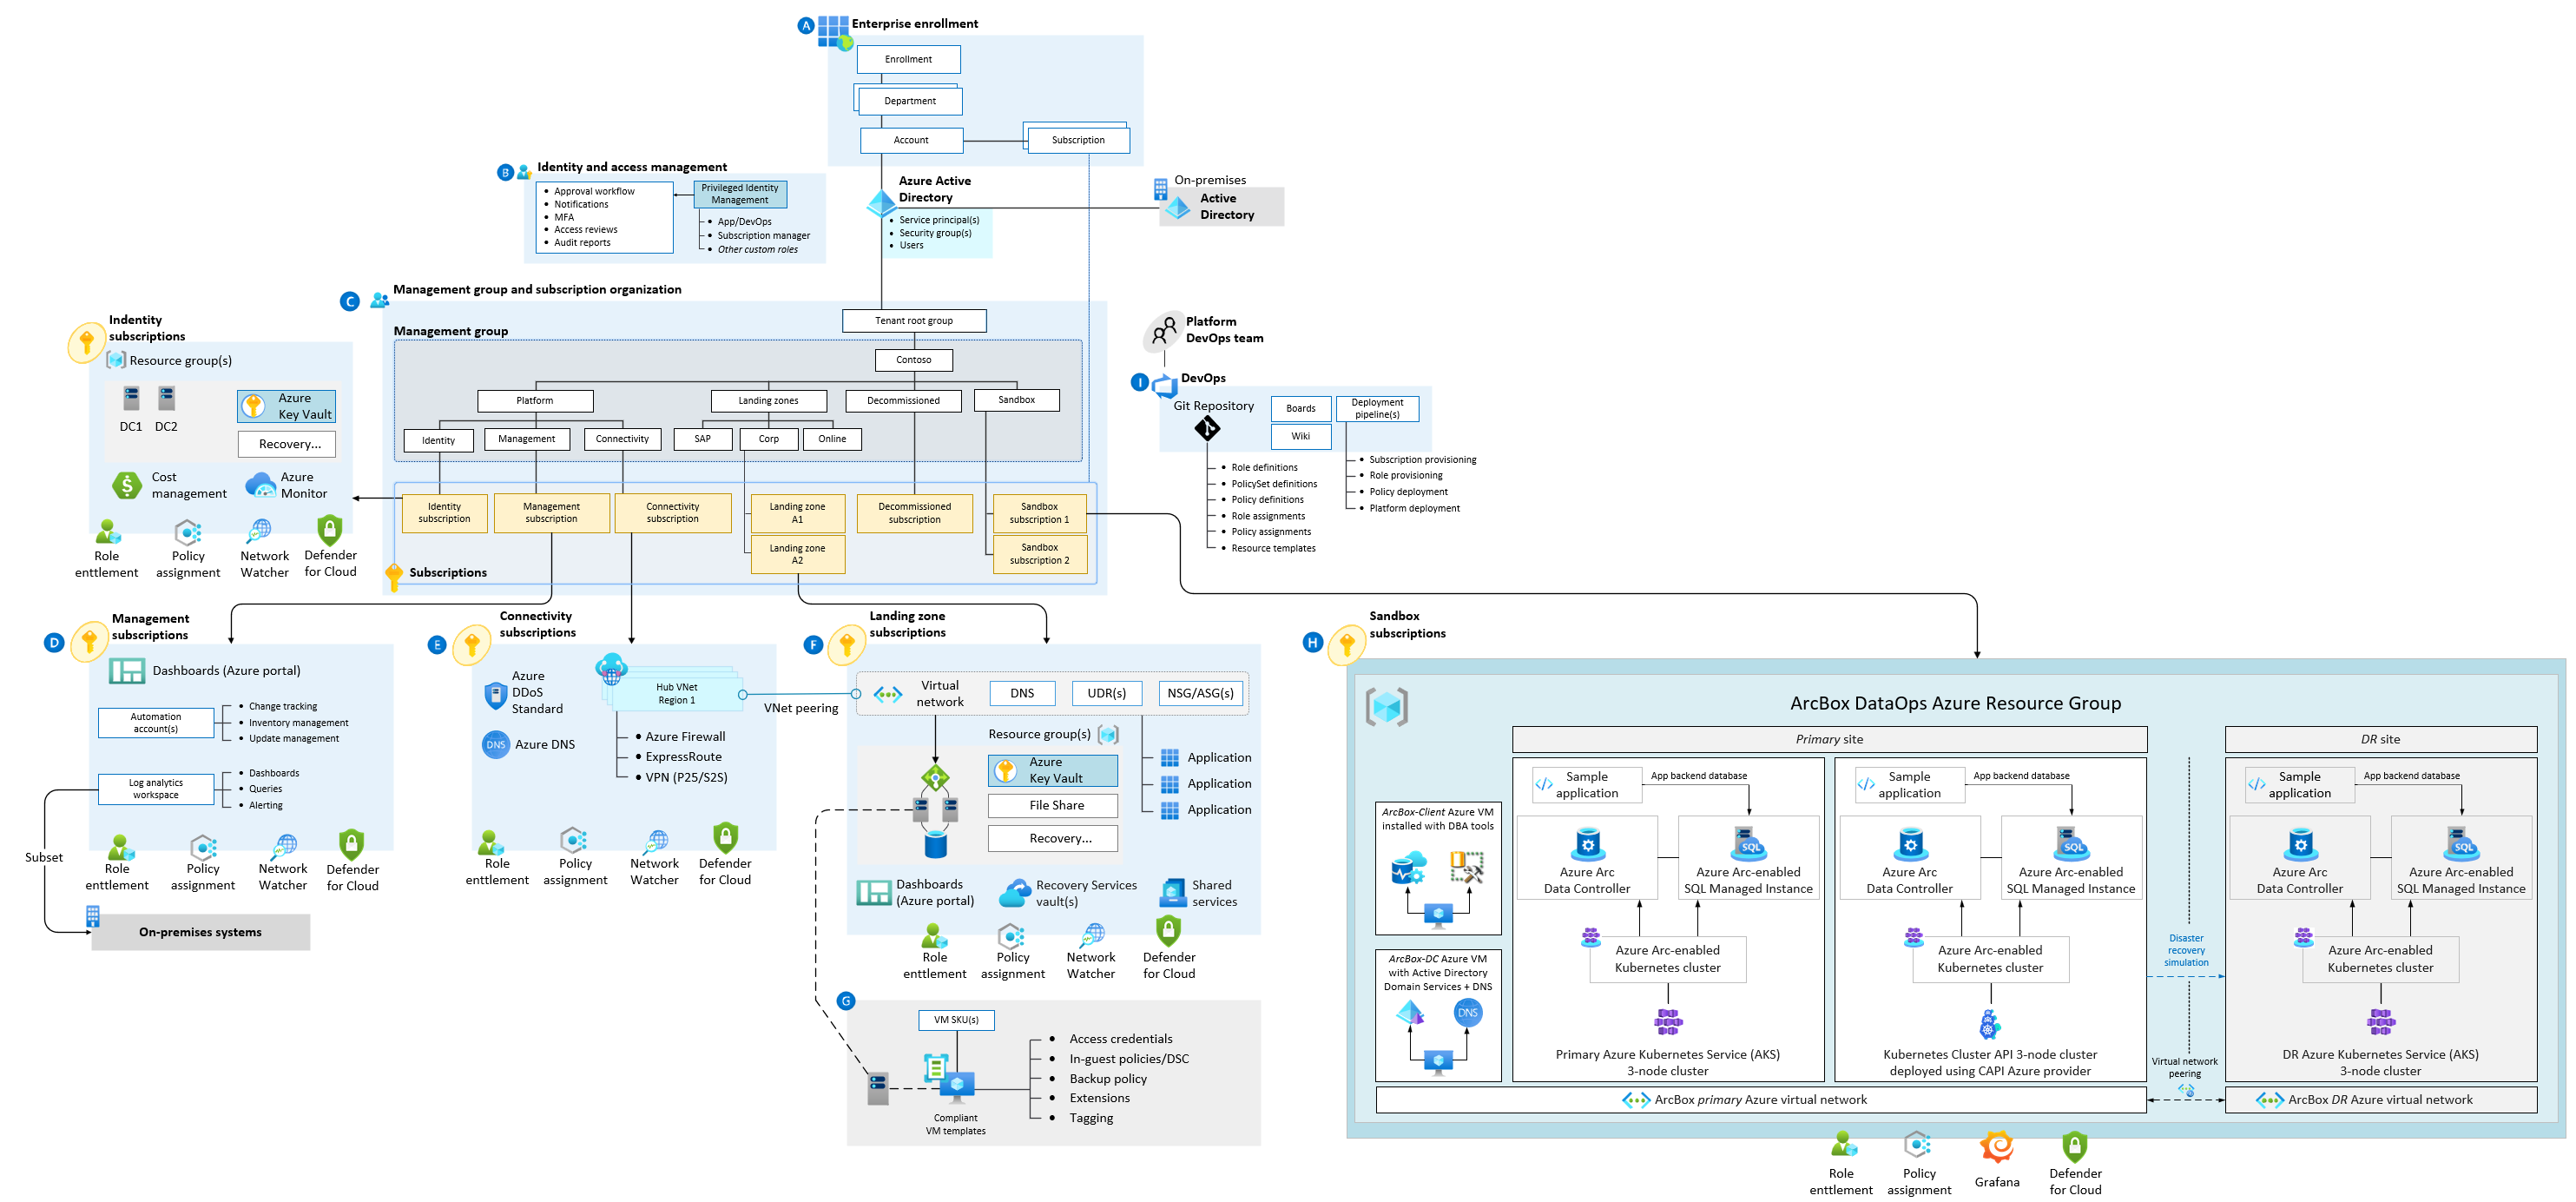 A
Enterprise enrollment
Enrollment
Department
Account
Subscription
B
Identity and access management
Approval workflow
Notifications
MFA
Access reviews
Audit reports
Privileged Identity
Management
App/DevOps
Subscription manager
Other custom roles
Azure Active
Directory
Service principal(s)
Security group(s)
Users
On-premises
Active
Directory
C
Management group and subscription organization
Tenant root group
Management group
Contoso
Platform
Landing zones
Decommissioned
Sandbox
Identity
Management
Connectivity
SAP
Corp
Online
Identity
subscription
Management
subscription
Connectivity
subscription
Landing zone
A1
Landing zone
A2
Decommissioned
subscription
Sandbox
subscription 1
Sandbox
subscription 2
Subscriptions
Indentity
subscriptions
Resource group(s)
DC1
DC2
Azure
Key Vault
Recovery...
Cost
management
Azure
Monitor
Role
enttlement
Policy
assignment
Network
Watcher
Defender
for Cloud
Platform
DevOps team
I
DevOps
Git Repository
Boards
Wiki
Deployment
pipeline(s)
Role definitions
PolicySet definitions
Policy definitions
Role assignments
Policy assignments
Resource templates
Subscription provisioning
Role provisioning
Policy deployment
Platform deployment
D
Management
subscriptions
Dashboards (Azure portal)
Automation
account(s)
Change tracking
Inventory management
Update management
Log analytics
workspace
Dashboards
Queries
Alerting
Subset
Role
enttlement
Policy
assignment
Network
Watcher
Defender
for Cloud
On-premises systems
E
Connectivity
subscriptions
Azure
DDoS
Standard
Azure DNS
DNS
Hub VNet
Region 1
Azure Firewall
ExpressRoute
VPN (P25/S2S)
VNet peering
Role
enttlement
Policy
assignment
Network
Watcher
Defender
for Cloud
F
Landing zone
subscriptions
Virtual
network
DNS
UDR(s)
NSG/ASG(s)
Resource group(s)
Azure
Key Vault
File Share
Recovery...
Application
Application
Application
Dashboards
(Azure portal)
Recovery Services
vault(s)
Shared
services
Role
enttlement
Policy
assignment
Network
Watcher
Defender
for Cloud
G
VM SKU(s)
Compliant
VM templates
Access credentials
In-guest policies/DSC
Backup policy
Extensions
Tagging
H
Sandbox
subscriptions
ArcBox DataOps Azure Resource Group
Primary site
DR site
ArcBox-Client Azure VM
installed with DBA tools
ArcBox-DC Azure VM
with Active Directory
Domain Services + DNS
DNS
Sample
application
App backend database
Azure Arc
Data Controller
SQL
Azure Arc-enabled
SQL Managed Instance
Azure Arc-enabled
Kubernetes cluster
Primary Azure Kubernetes Service (AKS)
3-node cluster
Sample
application
App backend database
Azure Arc
Data Controller
SQL
Azure Arc-enabled
SQL Managed Instance
Azure Arc-enabled
Kubernetes cluster
Kubernetes Cluster API 3-node cluster
deployed using CAPI Azure provider
Disaster
recovery
simulation
Virtual network
peering
Sample
application
App backend database
Azure Arc
Data Controller
SQL
Azure Arc-enabled
SQL Managed Instance
Azure Arc-enabled
Kubernetes cluster
DR Azure Kubernetes Service (AKS)
3-node cluster
ArcBox primary Azure virtual network
ArcBox DR Azure virtual network
Role
enttlement
Policy
assignment
Grafana
Defender
for Cloud